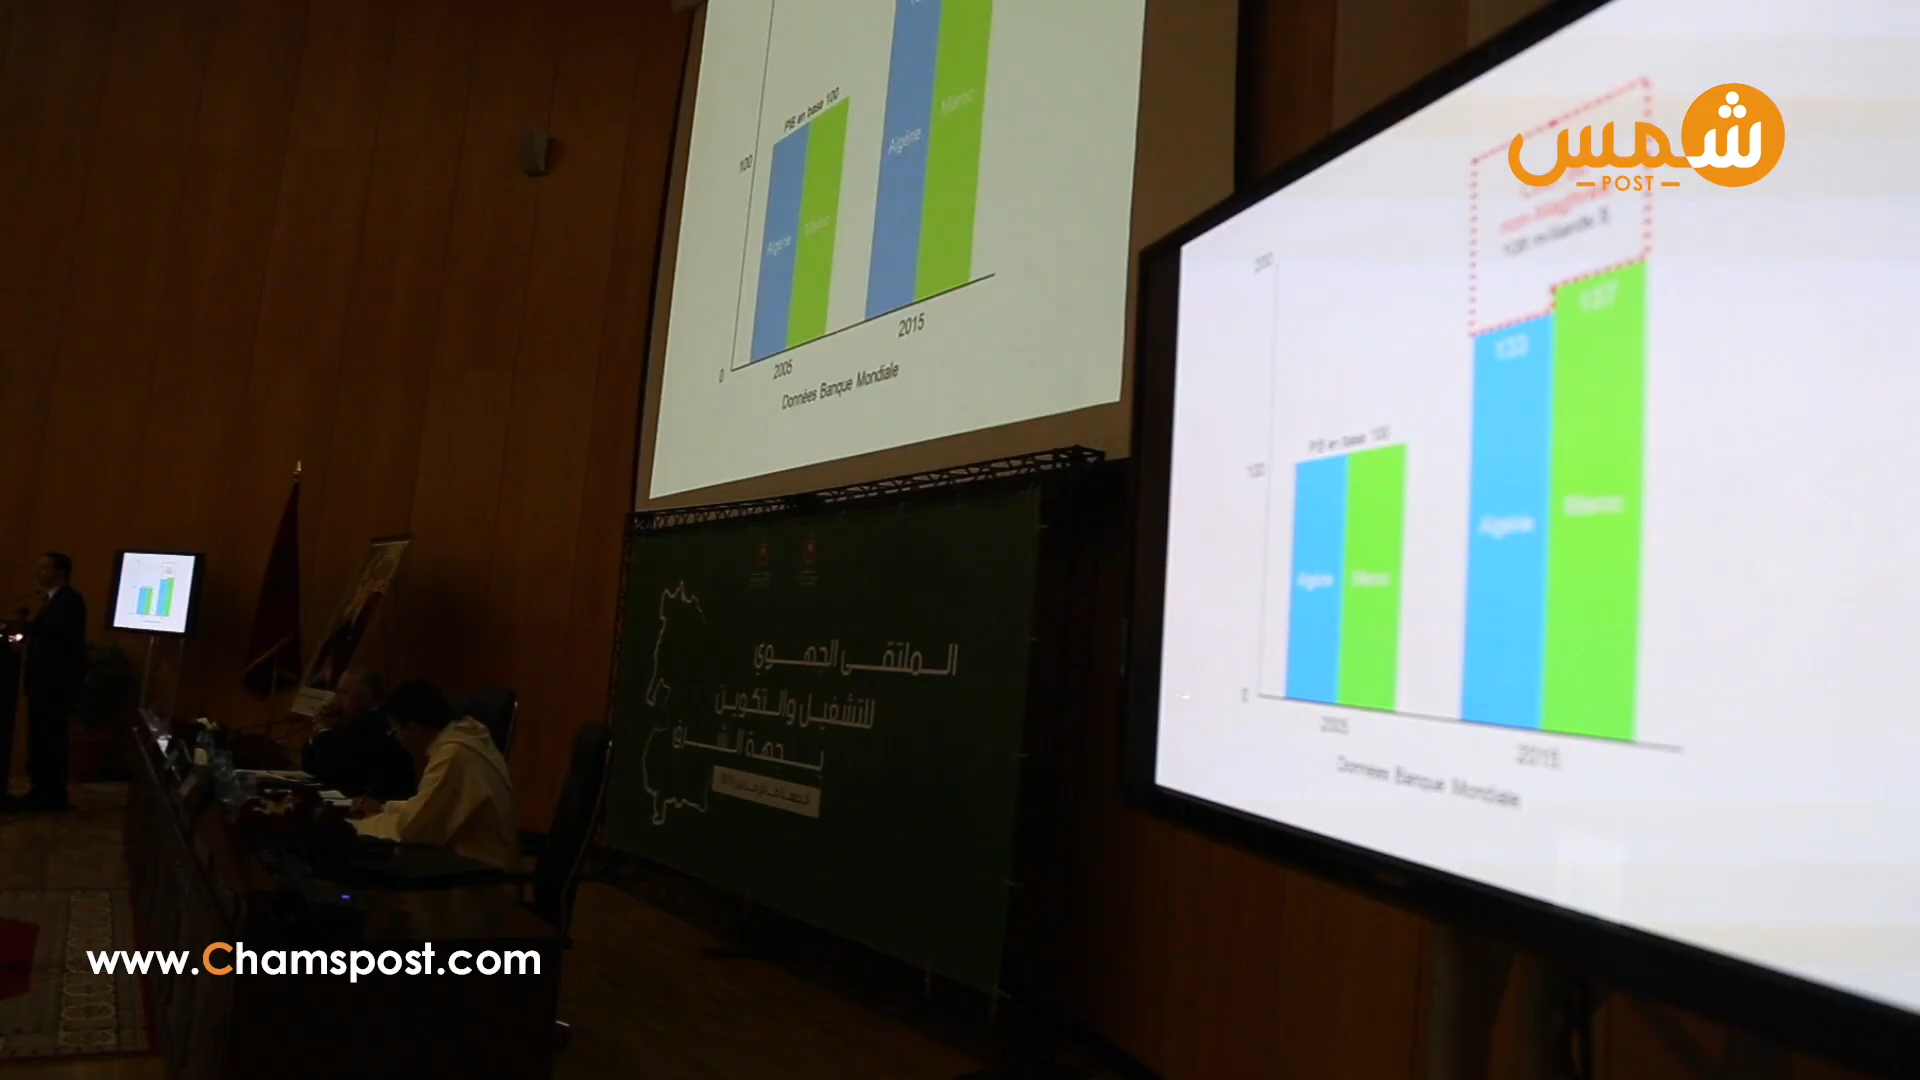 شمس
POST
PIB en base 100
100
Algérie
Maroc
Algérie
Maroc
0
2005
2015
Données Banque Mondiale
200
133
157
PIB en base 100
100
Algérie
Maroc
Algérie
Maroc
0
2005
2015
Données Banque Mondiale
الملتقى الجهوي
للتشغيل والتكوين
بجهة الشرق
www.Chamspost.com